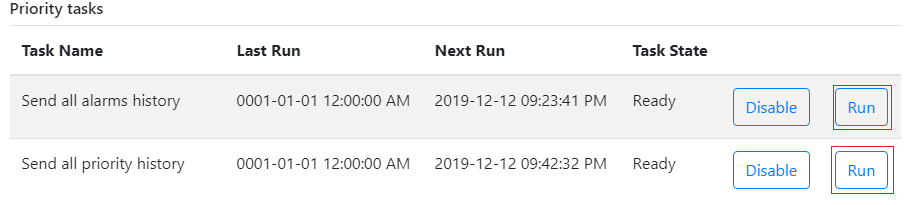 Priority tasks
Task Name Last Run Next Run Task State
Send all alarms history 0001-01-01 12:00:00 AM 2019-12-12 09:23:41 PM Ready Disable Run
Send all priority history 0001-01-01 12:00:00 AM 2019-12-12 09:42:32 PM Ready Disable Run